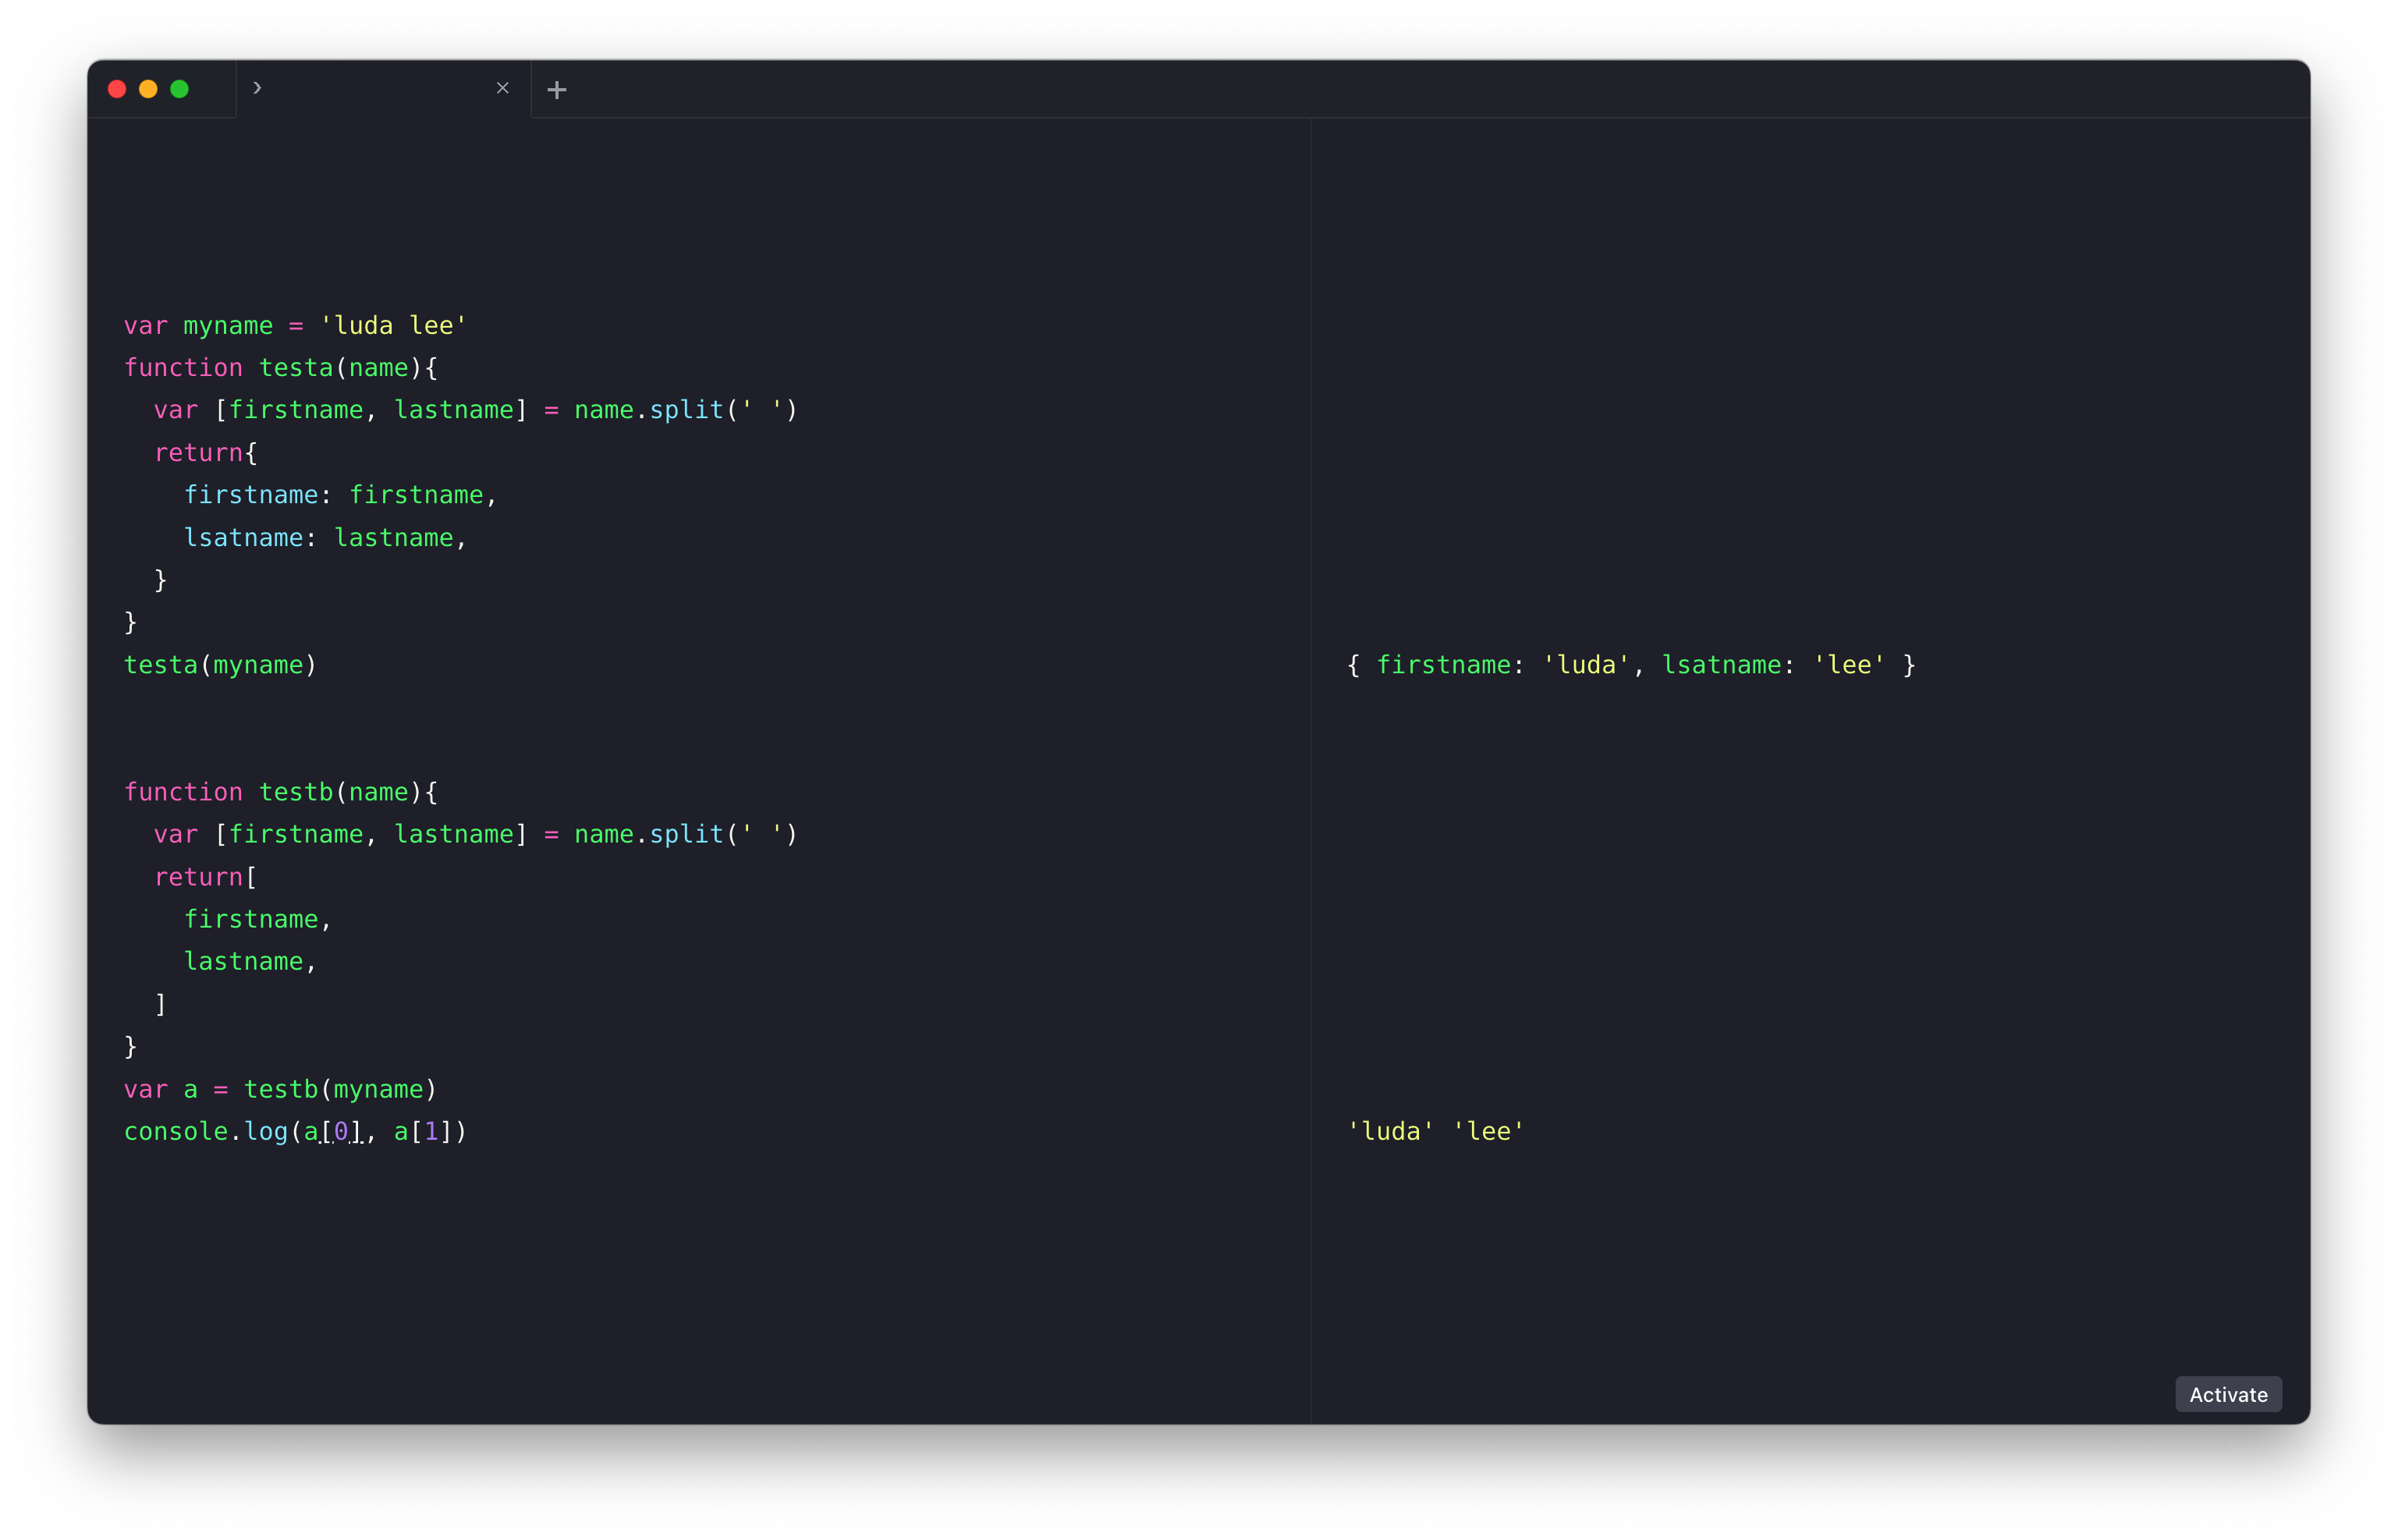 var myname = 'luda lee'
function testa(name){
  var [firstname, lastname] = name.split(' ')
  return{
    firstname: firstname,
    lsatname: lastname,
  }
}
testa(myname)
{ firstname: 'luda', lsatname: 'lee' }
function testb(name){
  var [firstname, lastname] = name.split(' ')
  return[
    firstname,
    lastname,
  ]
}
var a = testb(myname)
console.log(a[0], a[1])
'luda' 'lee'
Activate